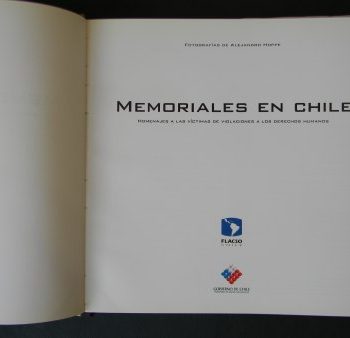 Fotografías de Alejandro Hoppe
Memoriales en Chile
Homenajes a las víctimas de violaciones a los derechos humanos
FLACSO
CHILE
GOBIERNO DE CHILE